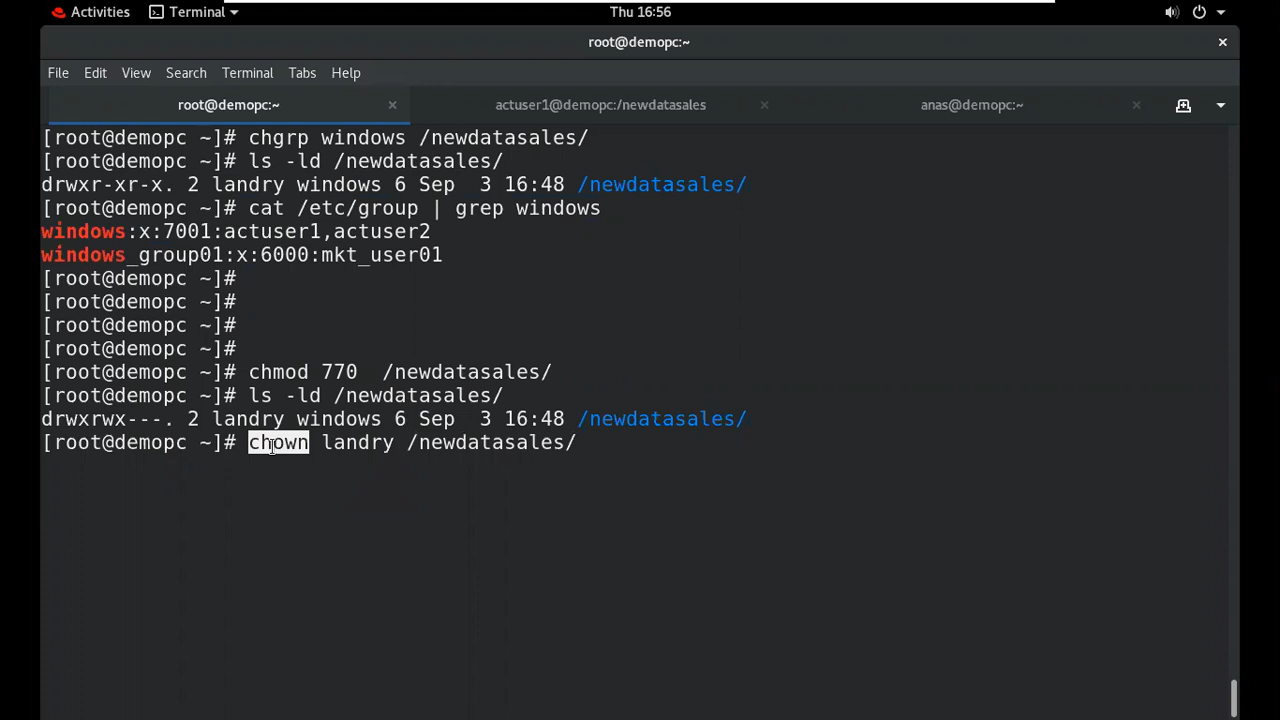 Activities Terminal Thu 16:56
root@demopc:~
File Edit View Search Terminal Tabs Help
root@demopc:~ actuser1@demopc:/newdatasales anas@demopc:~
[root@demopc ~]# chgrp windows /newdatasales/
[root@demopc ~]# ls -ld /newdatasales/
drwxr-xr-x. 2 landry windows 6 Sep  3 16:48 /newdatasales/
[root@demopc ~]# cat /etc/group | grep windows
windows:x:7001:actuser1,actuser2
windows_group01:x:6000:mkt_user01
[root@demopc ~]#
[root@demopc ~]#
[root@demopc ~]#
[root@demopc ~]#
[root@demopc ~]# chmod 770  /newdatasales/
[root@demopc ~]# ls -ld /newdatasales/
drwxrwx---. 2 landry windows 6 Sep  3 16:48 /newdatasales/
[root@demopc ~]# chown landry /newdatasales/